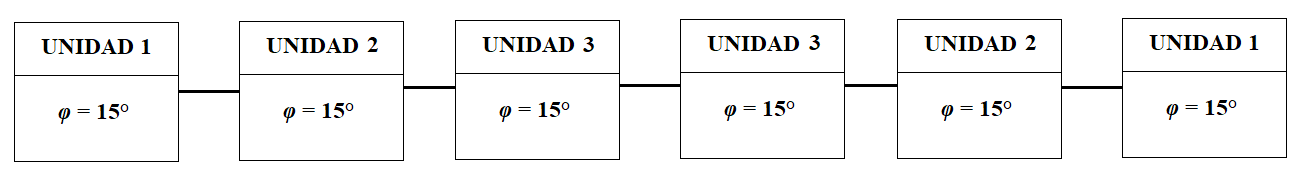 UNIDAD 1 UNIDAD 2 UNIDAD 3 UNIDAD 3 UNIDAD 2 UNIDAD 1
φ = 15° φ = 15° φ = 15° φ = 15° φ = 15° φ = 15°